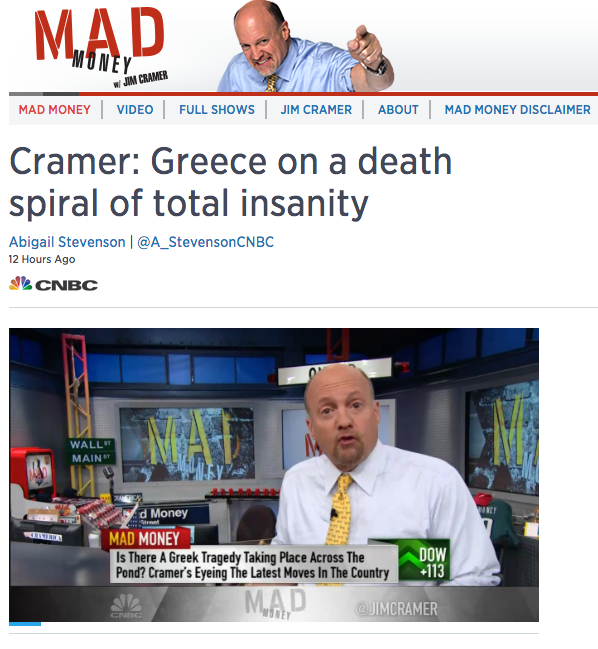 MAD
MONEY
w/ JIM CRAMER
MAD MONEY | VIDEO | FULL SHOWS | JIM CRAMER | ABOUT | MAD MONEY DISCLAIMER
Cramer: Greece on a death
spiral of total insanity
Abigail Stevenson | @A_StevensonCNBC
12 Hours Ago
CNBC
WALL ST
MAIN ST
MAD
MONEY
d Money
CRAMERICA
MAD MONEY
Is There A Greek Tragedy Taking Place Across The
Pond? Cramer's Eyeing The Latest Moves In The Country
DOW
+113
CNBC
MAD
MONEY
@JIMCRAMER